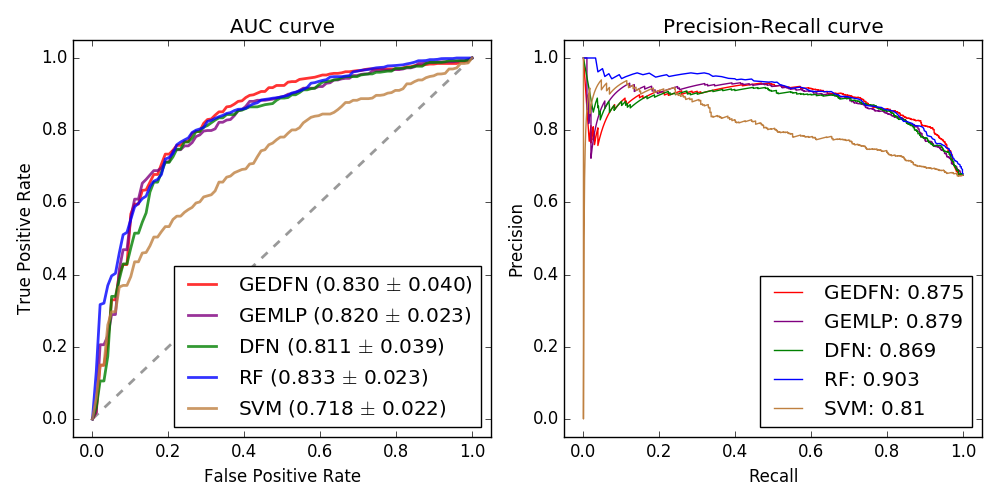 AUC curve
1.0
0.8
0.6
0.4
0.2
0.0
True Positive Rate
0.0 0.2 0.4 0.6 0.8 1.0
False Positive Rate
GEDFN (0.830 ± 0.040)
GEMLP (0.820 ± 0.023)
DFN (0.811 ± 0.039)
RF (0.833 ± 0.023)
SVM (0.718 ± 0.022)
Precision-Recall curve
1.0
0.8
0.6
0.4
0.2
0.0
Precision
0.0 0.2 0.4 0.6 0.8 1.0
Recall
GEDFN: 0.875
GEMLP: 0.879
DFN: 0.869
RF: 0.903
SVM: 0.81